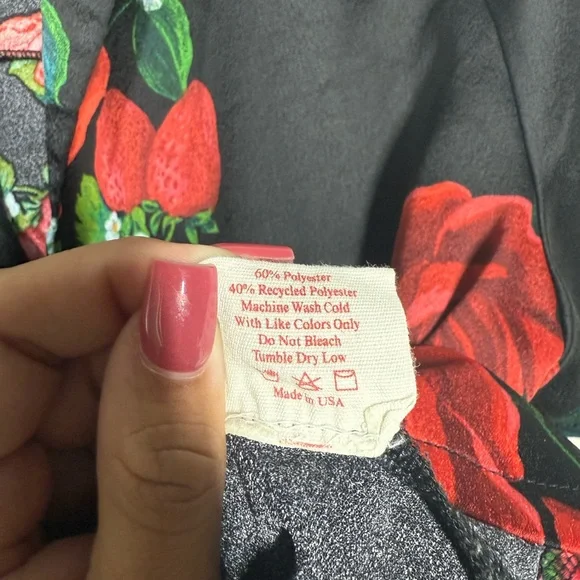 60% Polyester
40% Recycled Polyester
Machine Wash Cold
With Like Colors Only
Do Not Bleach
Tumble Dry Low
Made in USA